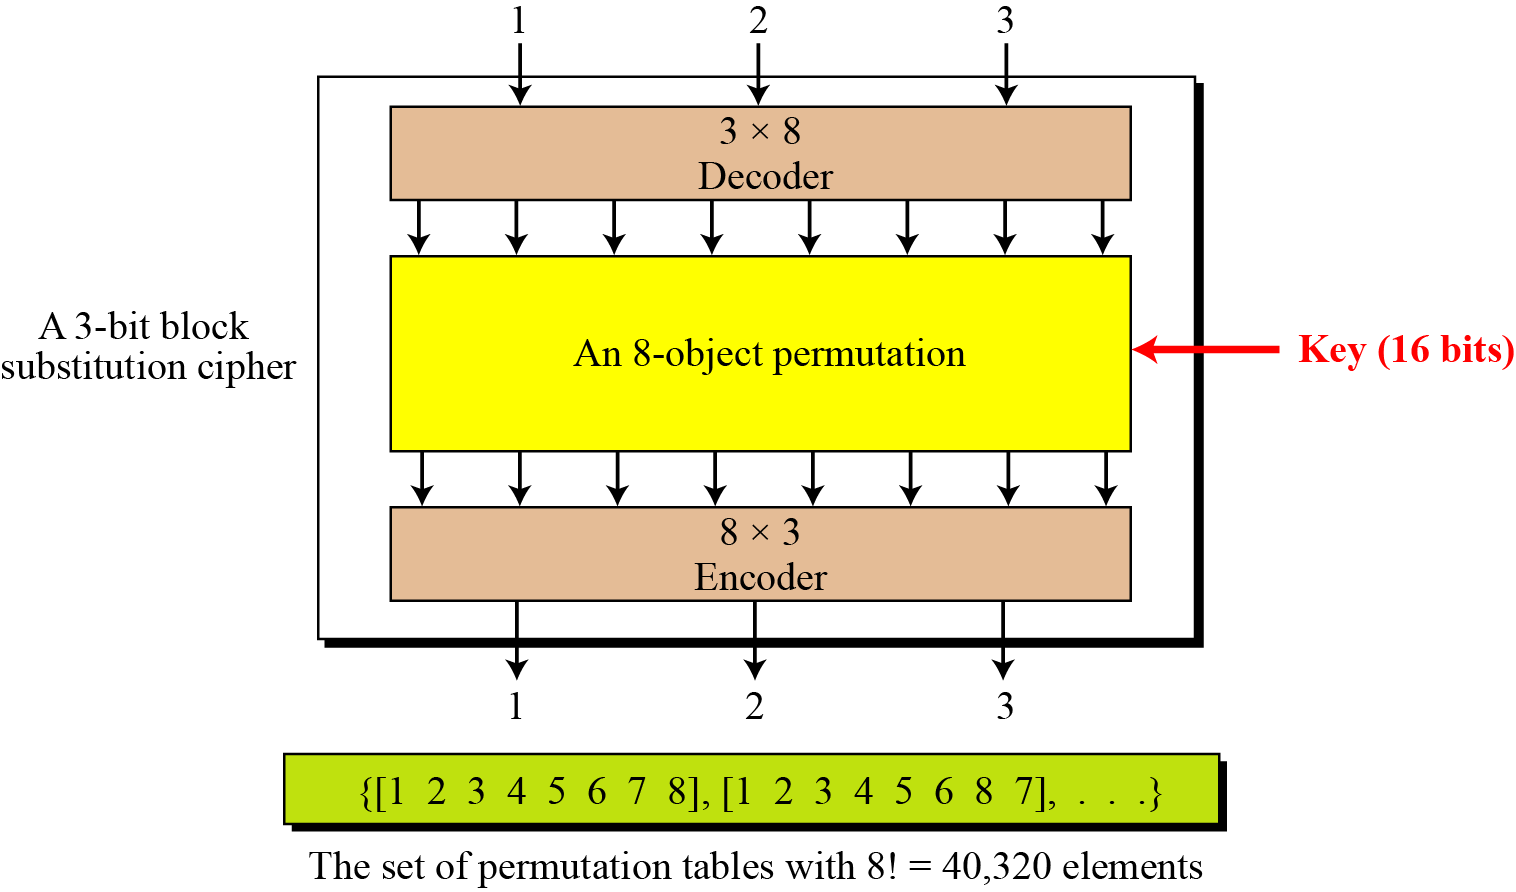 1 2 3
3 × 8
Decoder
A 3-bit block
substitution cipher
An 8-object permutation
Key (16 bits)
8 × 3
Encoder
1 2 3
{[1 2 3 4 5 6 7 8], [1 2 3 4 5 6 8 7], . . .}
The set of permutation tables with 8! = 40,320 elements